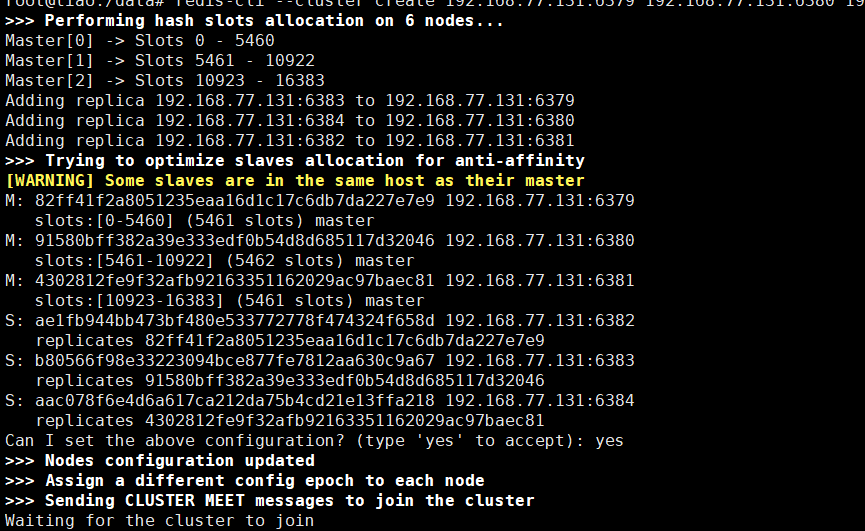 root@liao:/data# redis-cli --cluster create 192.168.77.131:6379 192.168.77.131:6380 19
>>> Performing hash slots allocation on 6 nodes...
Master[0] -> Slots 0 - 5460
Master[1] -> Slots 5461 - 10922
Master[2] -> Slots 10923 - 16383
Adding replica 192.168.77.131:6383 to 192.168.77.131:6379
Adding replica 192.168.77.131:6384 to 192.168.77.131:6380
Adding replica 192.168.77.131:6382 to 192.168.77.131:6381
>>> Trying to optimize slaves allocation for anti-affinity
[WARNING] Some slaves are in the same host as their master
M: 82ff41f2a8051235eaa16d1c17c6db7da227e7e9 192.168.77.131:6379
   slots:[0-5460] (5461 slots) master
M: 91580bff382a39e333edf0b54d8d685117d32046 192.168.77.131:6380
   slots:[5461-10922] (5462 slots) master
M: 4302812fe9f32afb92163351162029ac97baec81 192.168.77.131:6381
   slots:[10923-16383] (5461 slots) master
S: ae1fb944bb473bf480e533772778f474324f658d 192.168.77.131:6382
   replicates 82ff41f2a8051235eaa16d1c17c6db7da227e7e9
S: b80566f98e33223094bce877fe7812aa630c9a67 192.168.77.131:6383
   replicates 91580bff382a39e333edf0b54d8d685117d32046
S: aac078f6e4d6a617ca212da75b4cd21e13ffa218 192.168.77.131:6384
   replicates 4302812fe9f32afb92163351162029ac97baec81
Can I set the above configuration? (type 'yes' to accept): yes
>>> Nodes configuration updated
>>> Assign a different config epoch to each node
>>> Sending CLUSTER MEET messages to join the cluster
Waiting for the cluster to join